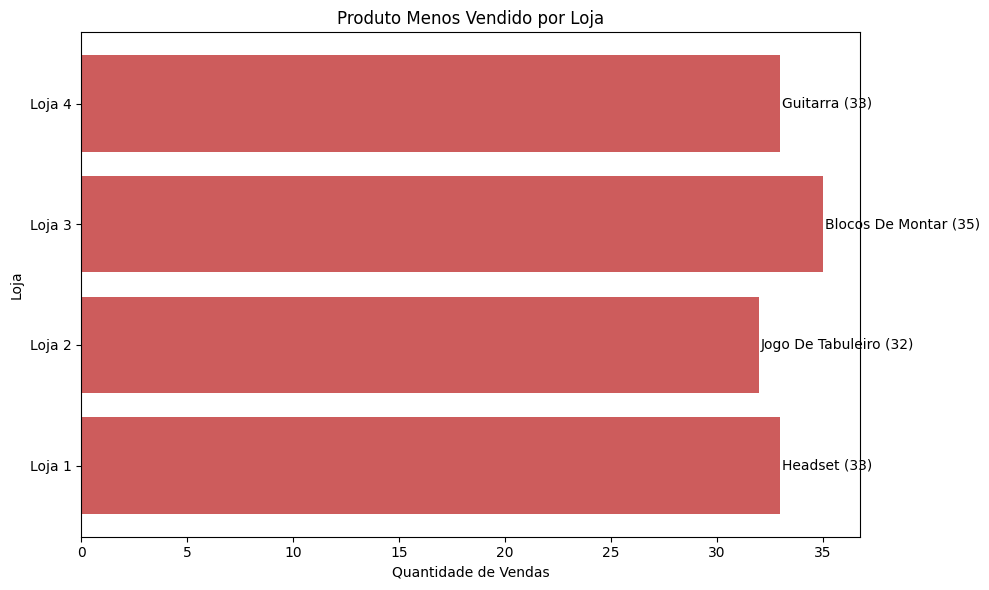 Produto Menos Vendido por Loja
Loja 4
Guitarra (33)
Loja 3
Blocos De Montar (35)
Loja
Loja 2
Jogo De Tabuleiro (32)
Loja 1
Headset (33)
0 5 10 15 20 25 30 35
Quantidade de Vendas